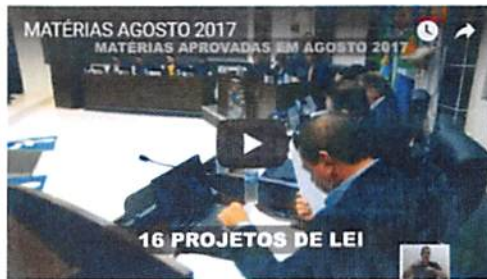 MATÉRIAS AGOSTO 2017
MATÉRIAS APROVADAS EM AGOSTO 2017
16 PROJETOS DE LEI